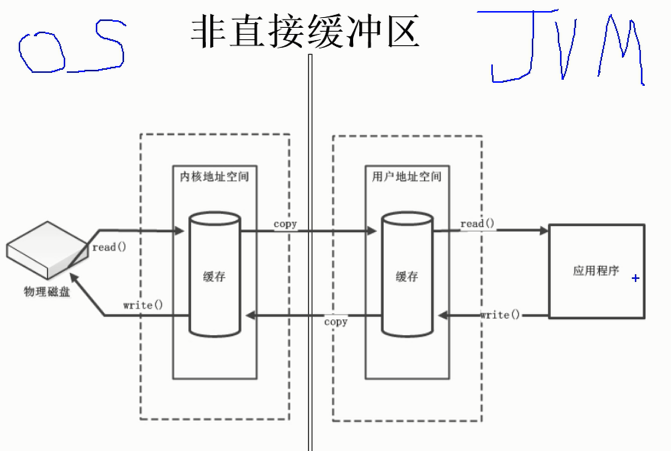 OS
非直接缓冲区
JVM
内核地址空间
用户地址空间
copy
read()
read()
缓存
缓存
应用程序
物理磁盘
write()
copy
write()